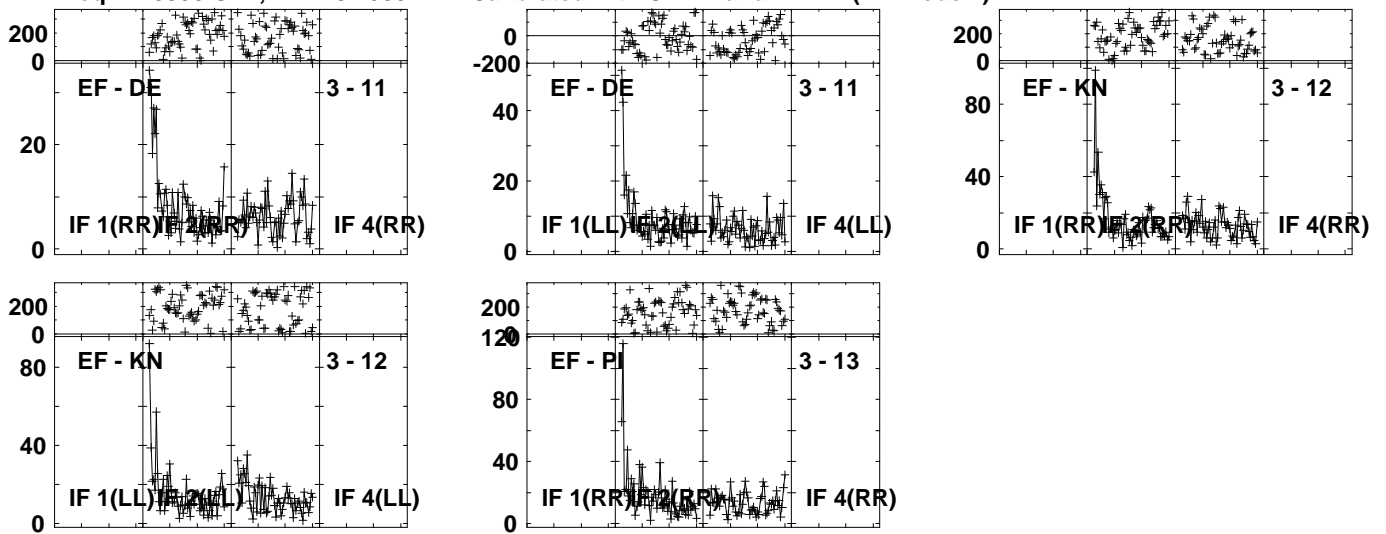 200
0
EF - DE
3 - 11
20
0
IF 1(RR)
IF 2(RR)
IF 4(RR)
0
-200
EF - DE
3 - 11
40
20
0
IF 1(LL)
IF 2(LL)
IF 4(LL)
200
0
EF - KN
3 - 12
80
40
0
IF 1(RR)
IF 2(RR)
IF 4(RR)
200
0
EF - KN
3 - 12
80
40
0
IF 1(LL)
IF 2(LL)
IF 4(LL)
200
0
120
EF - PI
3 - 13
80
40
0
IF 1(RR)
IF 2(RR)
IF 4(RR)